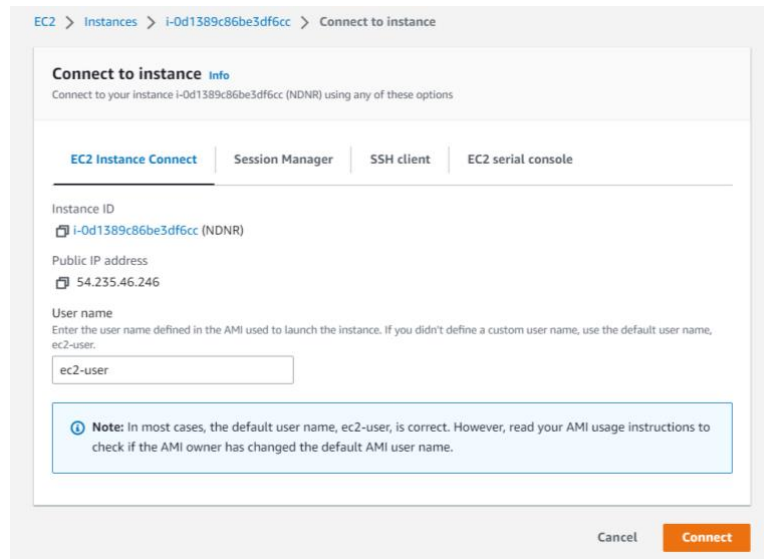 EC2 > Instances > i-0d1389c86be3df6cc > Connect to instance
Connect to instance Info
Connect to your instance i-0d1389c86be3df6cc (NDNR) using any of these options
EC2 Instance Connect Session Manager SSH client EC2 serial console
Instance ID
i-0d1389c86be3df6cc (NDNR)
Public IP address
54.235.46.246
User name
Enter the user name defined in the AMI used to launch the instance. If you didn't define a custom user name, use the default user name,
ec2-user.
ec2-user
Note: In most cases, the default user name, ec2-user, is correct. However, read your AMI usage instructions to
check if the AMI owner has changed the default AMI user name.
Cancel Connect